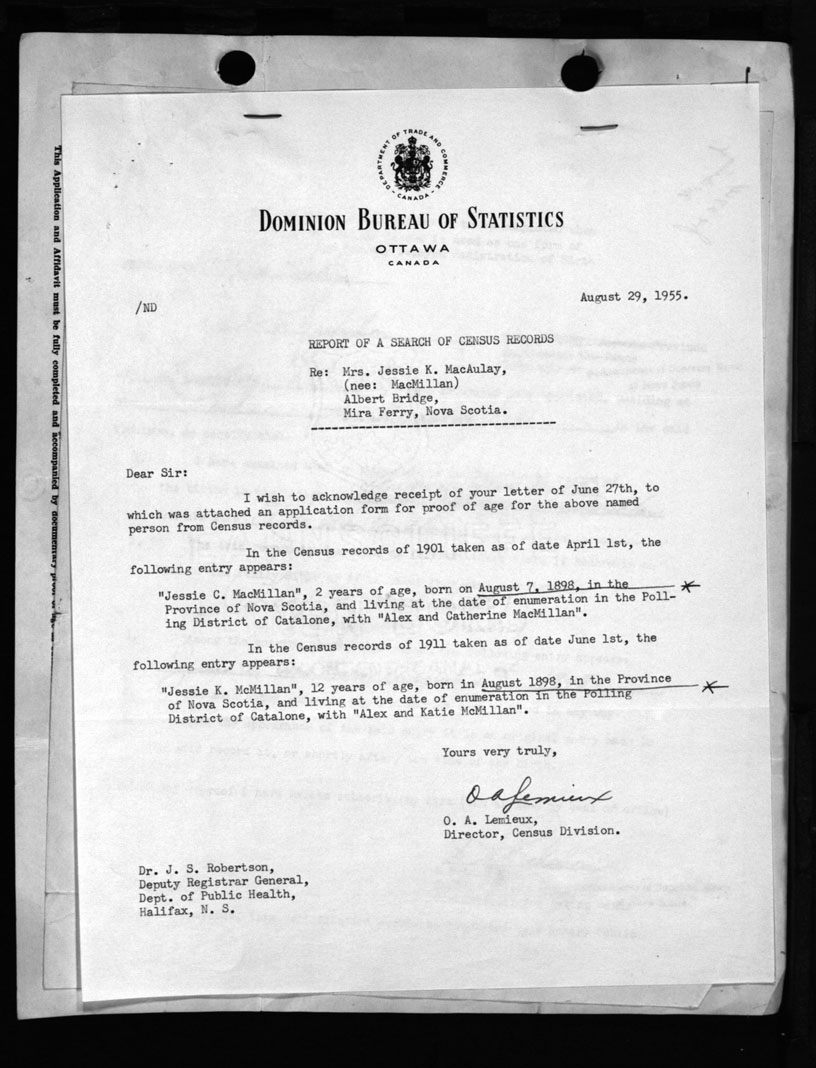 DEPARTMENT OF TRADE AND COMMERCE
- CANADA -
DOMINION BUREAU OF STATISTICS
OTTAWA
CANADA
August 29, 1955.
/ND
REPORT OF A SEARCH OF CENSUS RECORDS
Re: Mrs. Jessie K. MacAulay,
(nee: MacMillan)
Albert Bridge,
Mira Ferry, Nova Scotia.
-----------------------------------
Dear Sir:
I wish to acknowledge receipt of your letter of June 27th, to
which was attached an application form for proof of age for the above named
person from Census records.
In the Census records of 1901 taken as of date April 1st, the
following entry appears:
"Jessie C. MacMillan", 2 years of age, born on August 7, 1898, in the
Province of Nova Scotia, and living at the date of enumeration in the Poll-
ing District of Catalone, with "Alex and Catherine MacMillan".
In the Census records of 1911 taken as of date June 1st, the
following entry appears:
"Jessie K. McMillan", 12 years of age, born in August 1898, in the Province
of Nova Scotia, and living at the date of enumeration in the Polling
District of Catalone, with "Alex and Katie McMillan".
Yours very truly,
O A Lemieux
O. A. Lemieux,
Director, Census Division.
Dr. J. S. Robertson,
Deputy Registrar General,
Dept. of Public Health,
Halifax, N. S.
This Application and Affidavit must be fully completed and accompanied by documentary